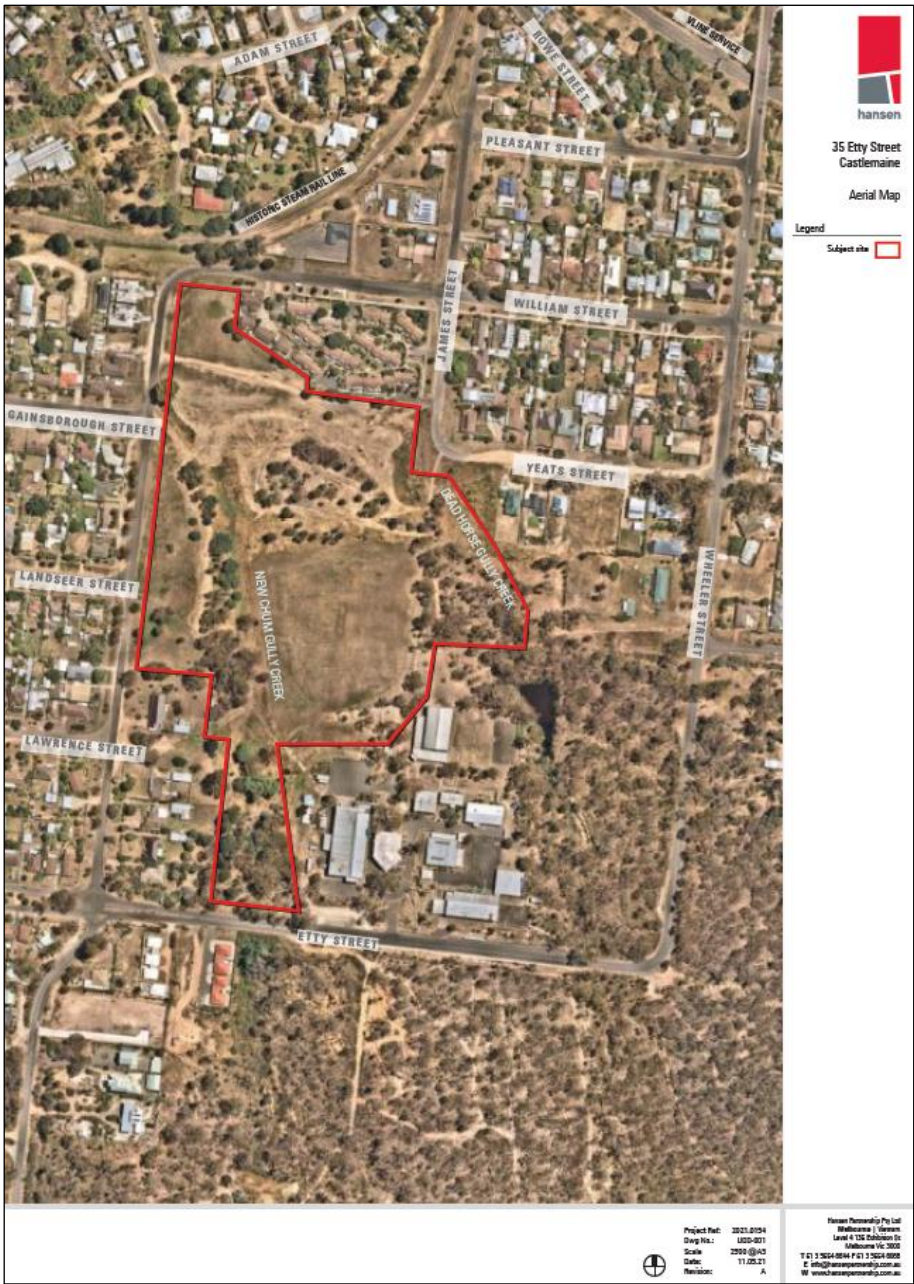 ADAM STREET
ROWE STREET
VLINE SERVICE
PLEASANT STREET
HISTORIC STEAM RAIL LINE
JAMES STREET
WILLIAM STREET
GAINSBOROUGH STREET
YEATS STREET
DEAD HORSE GULLY CREEK
LANDSEER STREET
NEW CHUM GULLY CREEK
WHEELER STREET
LAWRENCE STREET
ETTY STREET
hansen
35 Etty Street
Castlemaine
Aerial Map
Legend
Subject site
Project Ref: 2021.0154
Dwg No.: UDD-001
Scale 2500 @A3
Date: 11.05.21
Revision: A
Hansen Partnership Pty Ltd
Melbourne | Vietnam
Level 4 136 Exhibition St
Melbourne Vic 3000
E info@hansenpartnership.com.au
W www.hansenpartnership.com.au